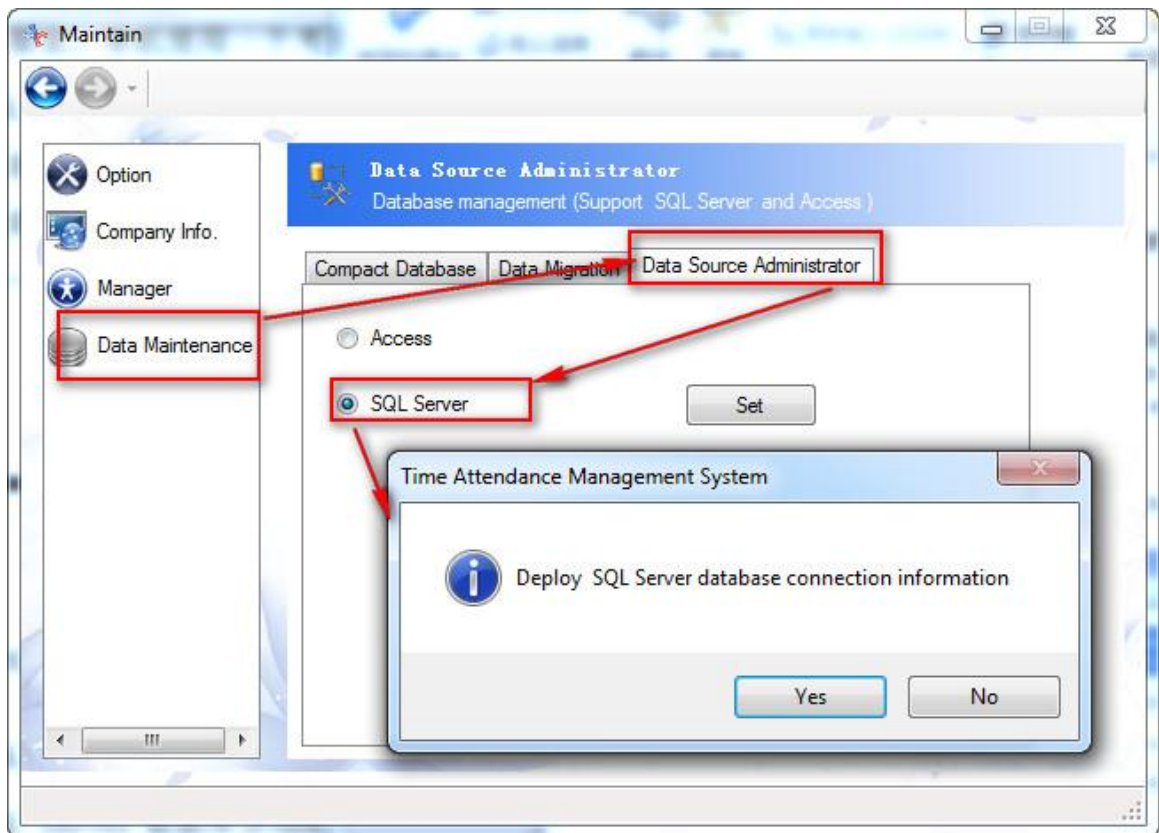 Maintain
Option
Company Info.
Manager
Data Maintenance
Data Source Administrator
Database management (Support SQL Server and Access )
Compact Database
Data Migration
Data Source Administrator
Access
SQL Server
Set
Time Attendance Management System
Deploy SQL Server database connection information
Yes
No